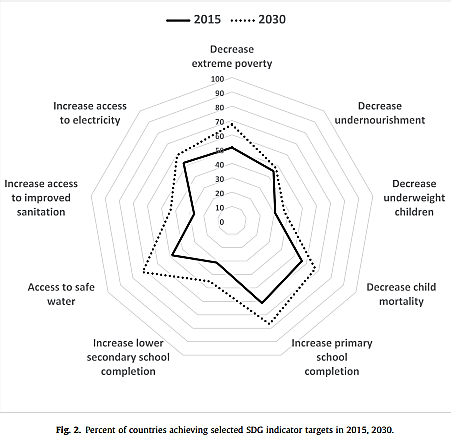 2015
2030
Decrease
extreme poverty
100
90
80
70
60
50
40
30
20
10
0
Decrease
undernourishment
Decrease
underweight
children
Decrease child
mortality
Increase primary
school
completion
Increase lower
secondary school
completion
Access to safe
water
Increase access
to improved
sanitation
Increase access
to electricity
Fig. 2. Percent of countries achieving selected SDG indicator targets in 2015, 2030.